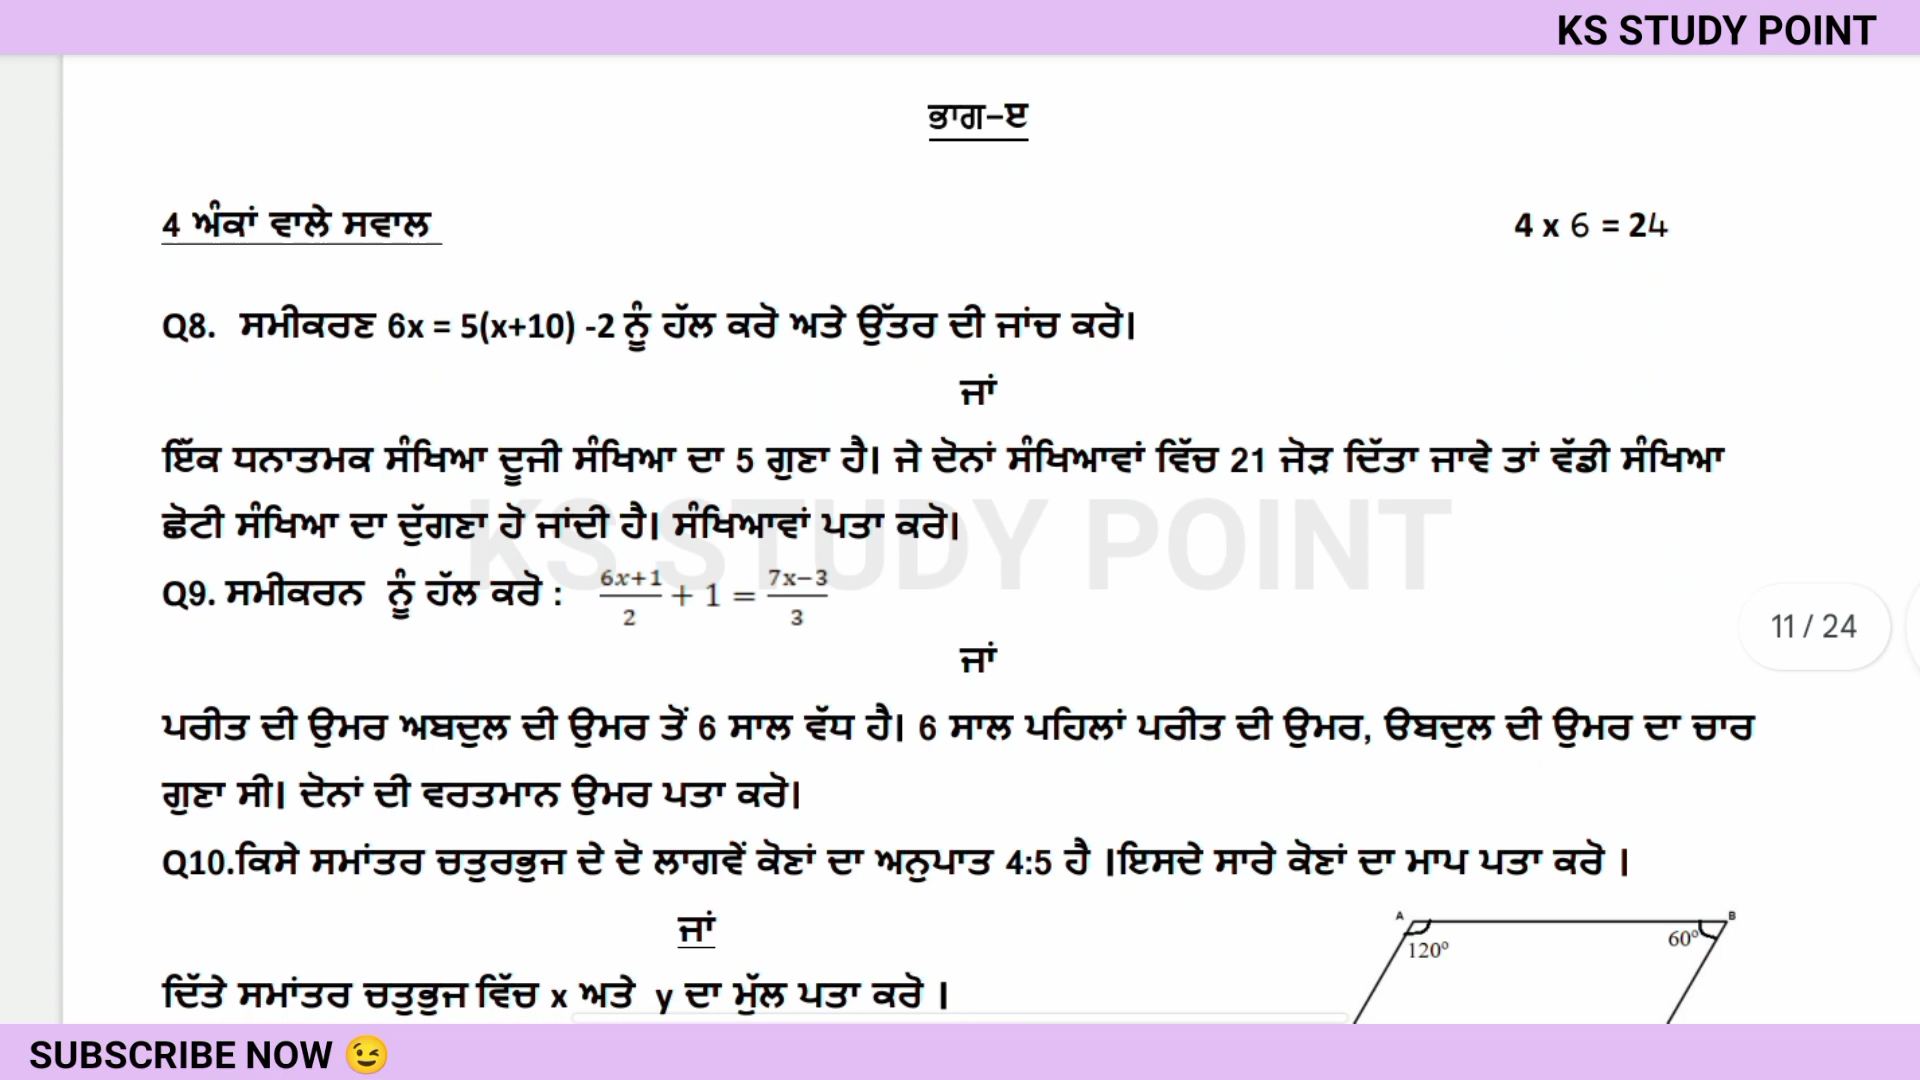 KS STUDY POINT
ਭਾਗ-ੲ
4 ਅੰਕਾਂ ਵਾਲੇ ਸਵਾਲ 4 x 6 = 24
Q8. ਸਮੀਕਰਣ 6x = 5(x+10) -2 ਨੂੰ ਹੱਲ ਕਰੋ ਅਤੇ ਉੱਤਰ ਦੀ ਜਾਂਚ ਕਰੋ।
ਜਾਂ
ਇੱਕ ਧਨਾਤਮਕ ਸੰਖਿਆ ਦੂਜੀ ਸੰਖਿਆ ਦਾ 5 ਗੁਣਾ ਹੈ। ਜੇ ਦੋਨਾਂ ਸੰਖਿਆਵਾਂ ਵਿੱਚ 21 ਜੋੜ ਦਿੱਤਾ ਜਾਵੇ ਤਾਂ ਵੱਡੀ ਸੰਖਿਆ
ਛੋਟੀ ਸੰਖਿਆ ਦਾ ਦੁੱਗਣਾ ਹੋ ਜਾਂਦੀ ਹੈ। ਸੰਖਿਆਵਾਂ ਪਤਾ ਕਰੋ।
KS STUDY POINT
Q9. ਸਮੀਕਰਨ ਨੂੰ ਹੱਲ ਕਰੋ : (6x+1)/2 + 1 = (7x−3)/3
11 / 24
ਜਾਂ
ਪਰੀਤ ਦੀ ਉਮਰ ਅਬਦੁਲ ਦੀ ਉਮਰ ਤੋਂ 6 ਸਾਲ ਵੱਧ ਹੈ। 6 ਸਾਲ ਪਹਿਲਾਂ ਪਰੀਤ ਦੀ ਉਮਰ, ੳਬਦੁਲ ਦੀ ਉਮਰ ਦਾ ਚਾਰ
ਗੁਣਾ ਸੀ। ਦੋਨਾਂ ਦੀ ਵਰਤਮਾਨ ਉਮਰ ਪਤਾ ਕਰੋ।
Q10.ਕਿਸੇ ਸਮਾਂਤਰ ਚਤੁਰਭੁਜ ਦੇ ਦੋ ਲਾਗਵੇਂ ਕੋਣਾਂ ਦਾ ਅਨੁਪਾਤ 4:5 ਹੈ ।ਇਸਦੇ ਸਾਰੇ ਕੋਣਾਂ ਦਾ ਮਾਪ ਪਤਾ ਕਰੋ ।
ਜਾਂ
A B
120° 60°
ਦਿੱਤੇ ਸਮਾਂਤਰ ਚਤੁਭੁਜ ਵਿੱਚ x ਅਤੇ y ਦਾ ਮੁੱਲ ਪਤਾ ਕਰੋ ।
SUBSCRIBE NOW 😉